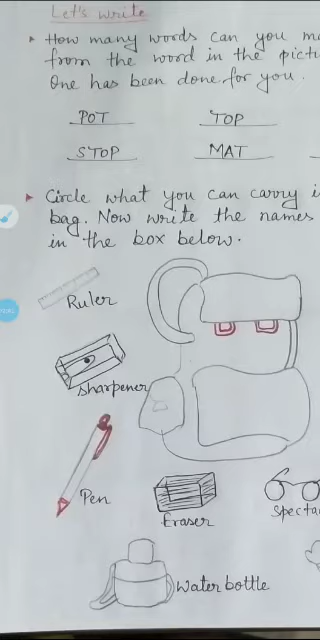 Let's write
How many words can you ma
from the word in the pictu
One has been done for you.
POT TOP
STOP MAT
Circle what you can carry i
bag. Now write the names
in the box below.
Ruler
Sharpener
Pen
Eraser
Specta
Water bottle